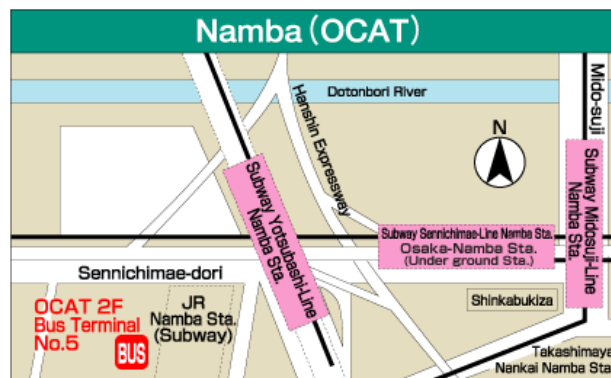 Namba (OCAT)
Dotonbori River
Mido-suji
Hanshin Expressway
N
Subway Yotsubashi-Line
Namba Sta.
Subway Sennichimae-Line Namba Sta.
Osaka-Namba Sta.
(Under ground Sta.)
Subway Midosuji-Line
Namba Sta.
Sennichimae-dori
OCAT 2F
Bus Terminal
No.5
BUS
JR
Namba Sta.
(Subway)
Shinkabukiza
Takashimaya
Nankai Namba Sta.